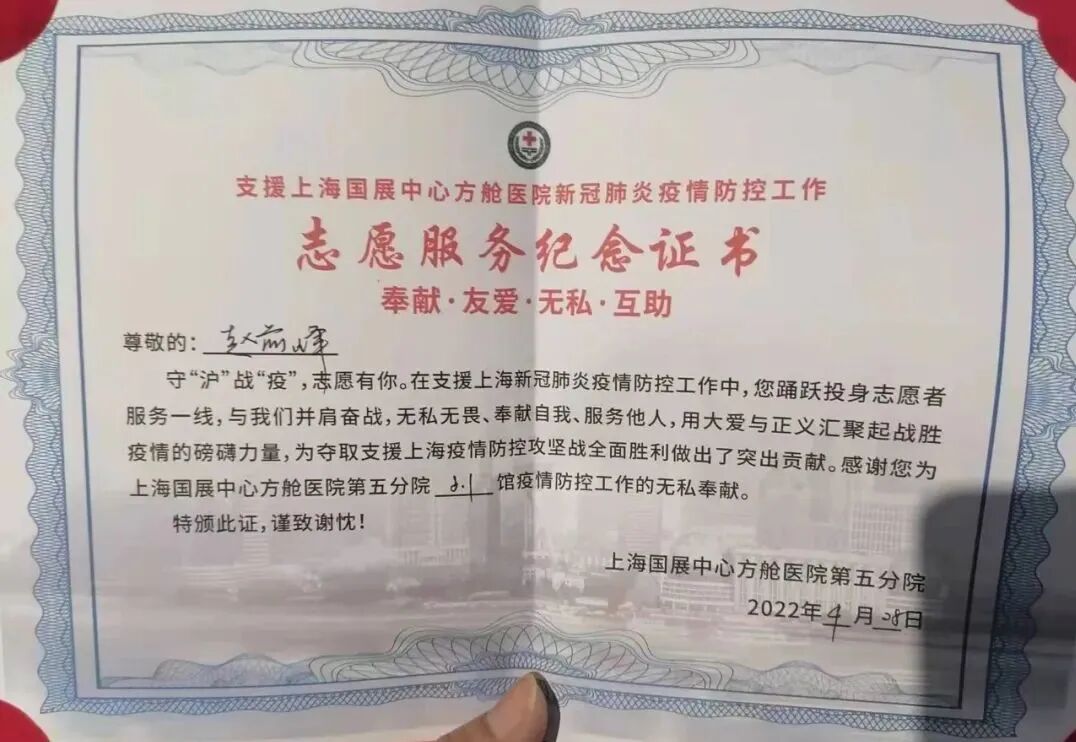 支援上海国展中心方舱医院新冠肺炎疫情防控工作
志愿服务纪念证书
奉献·友爱·无私·互助
尊敬的：赵前峰
守“沪”战“疫”，志愿有你。在支援上海新冠肺炎疫情防控工作中，您踊跃投身志愿者
服务一线，与我们并肩奋战，无私无畏、奉献自我、服务他人，用大爱与正义汇聚起战胜
疫情的磅礴力量，为夺取支援上海疫情防控攻坚战全面胜利做出了突出贡献。感谢您为
上海国展中心方舱医院第五分院 馆疫情防控工作的无私奉献。
特颁此证，谨致谢忱！
上海国展中心方舱医院第五分院
2022年4月28日